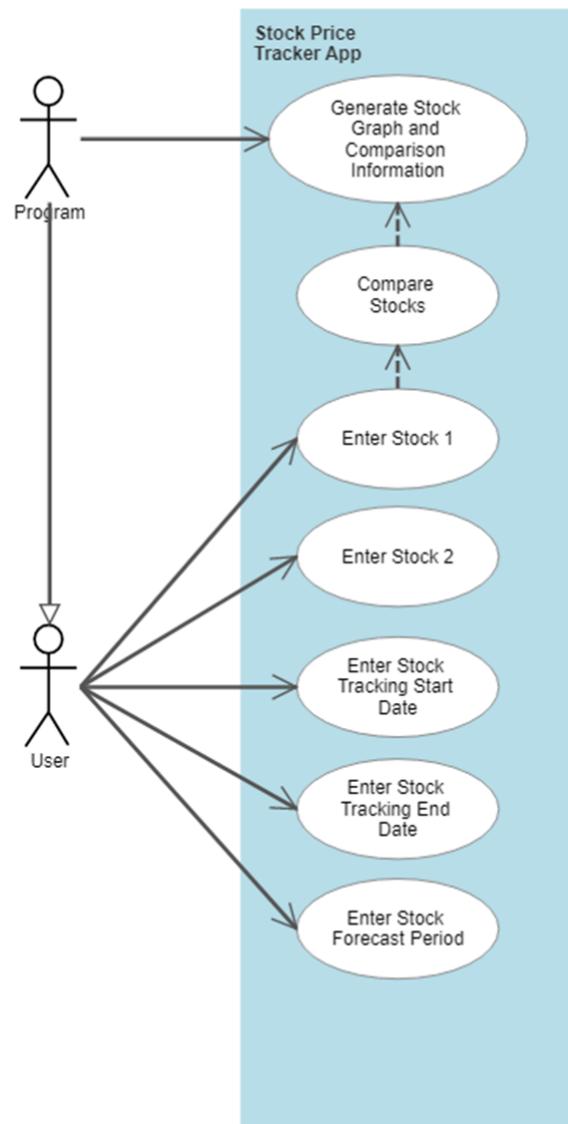 Stock Price
Tracker App
Generate Stock
Graph and
Comparison
Information
Program
Compare
Stocks
Enter Stock 1
Enter Stock 2
Enter Stock
Tracking Start
Date
User
Enter Stock
Tracking End
Date
Enter Stock
Forecast Period